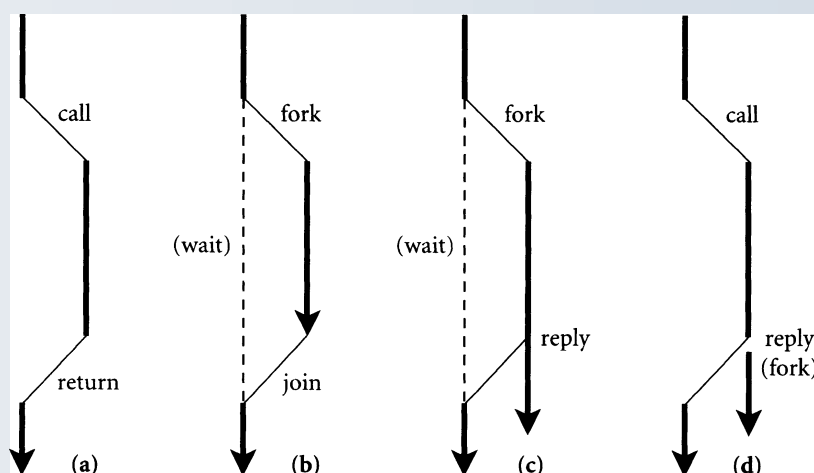 call
fork
fork
call
(wait)
(wait)
reply
reply
(fork)
return
join
(a)
(b)
(c)
(d)